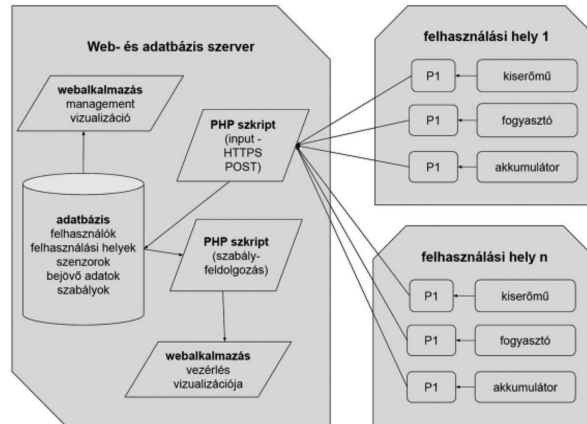 Web- és adatbázis szerver
webalkalmazás
management
vizualizáció
PHP szkript
(input -
HTTPS
POST)
adatbázis
felhasználók
felhasználási helyek
szenzorok
bejövő adatok
szabályok
PHP szkript
(szabály-
feldolgozás)
webalkalmazás
vezérlés
vizualizációja
felhasználási hely 1
P1
kiserőmű
P1
fogyasztó
P1
akkumulátor
felhasználási hely n
P1
kiserőmű
P1
fogyasztó
P1
akkumulátor